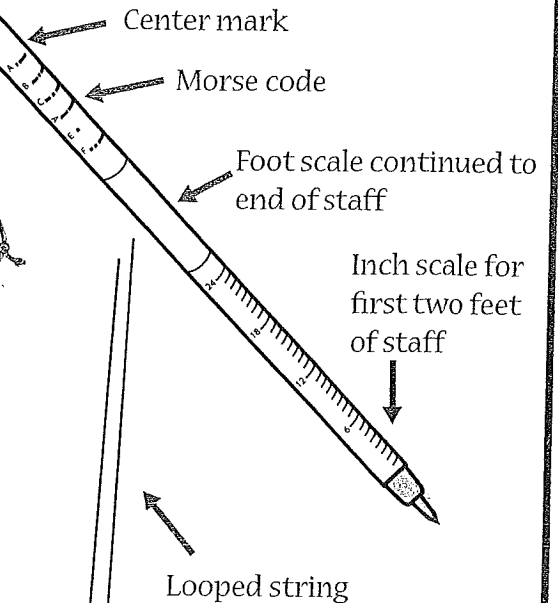 Center mark
Morse code
A
B
C
D
E
F
Foot scale continued to
end of staff
Inch scale for
first two feet
of staff
24
18
12
6
Looped string